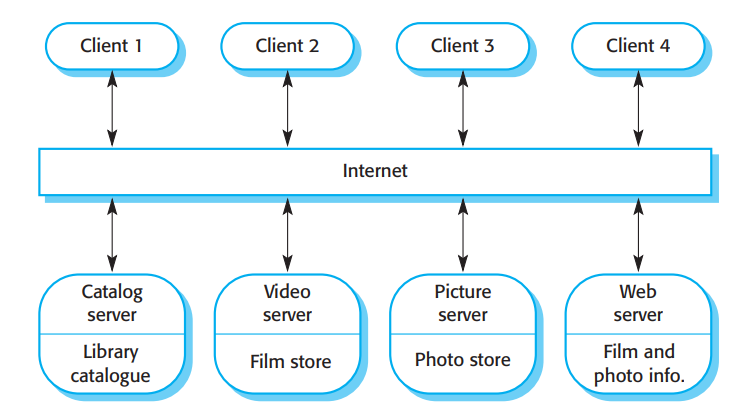 Client 1
Client 2
Client 3
Client 4
Internet
Catalog
server
Library
catalogue
Video
server
Film store
Picture
server
Photo store
Web
server
Film and
photo info.